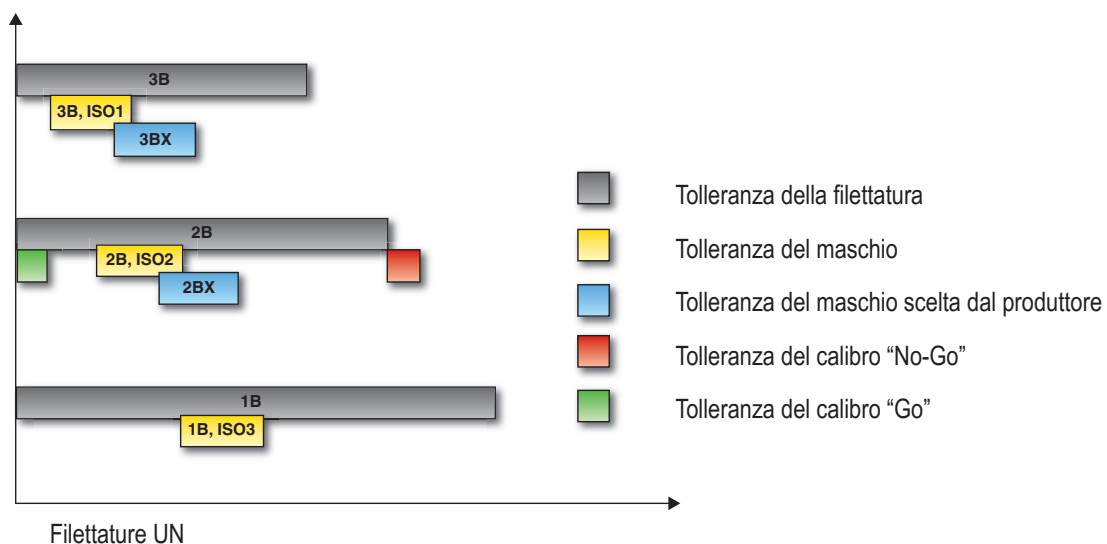 3B
3B, ISO1
3BX
2B
2B, ISO2
2BX
1B
1B, ISO3
Filettature UN
Tolleranza della filettatura
Tolleranza del maschio
Tolleranza del maschio scelta dal produttore
Tolleranza del calibro “No-Go”
Tolleranza del calibro “Go”